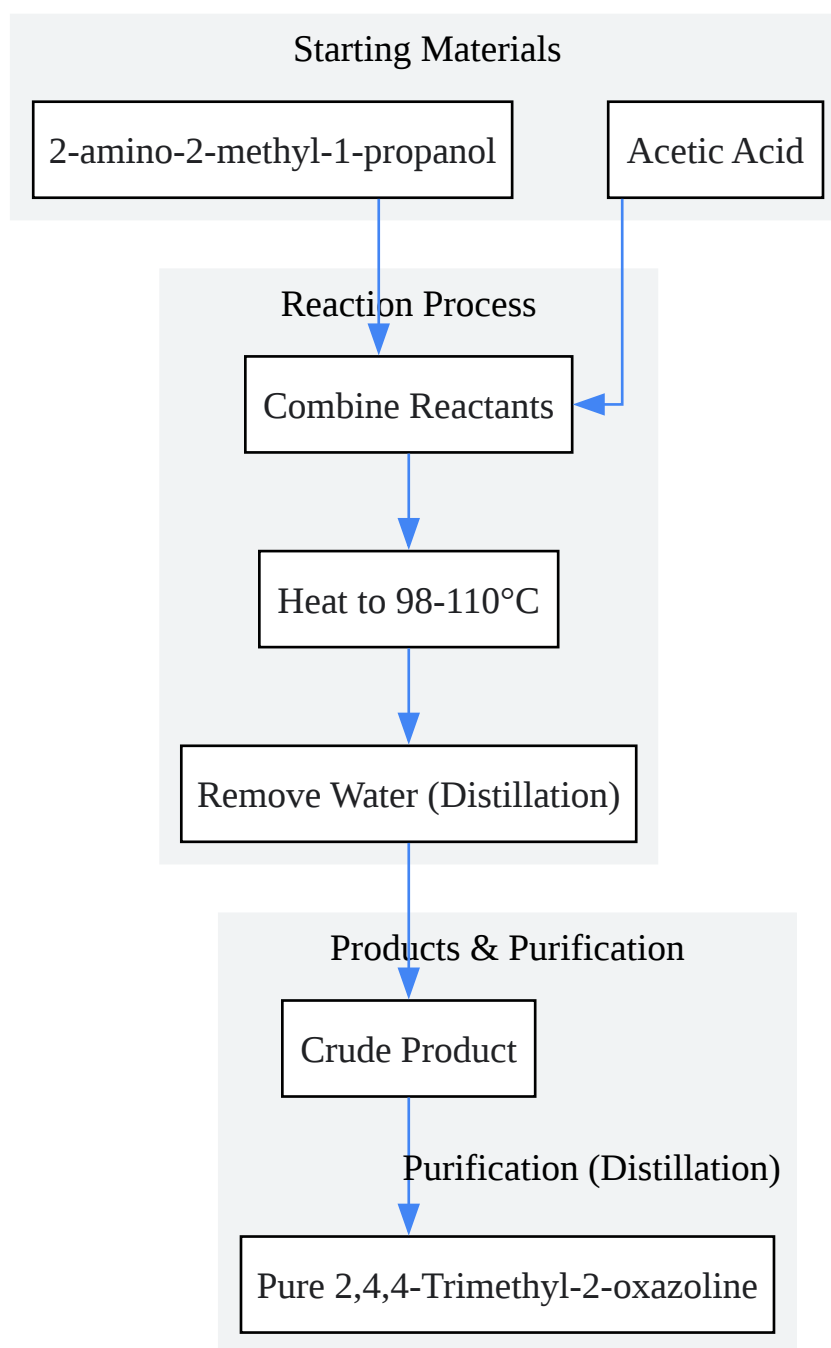 Starting Materials
2-amino-2-methyl-1-propanol
Acetic Acid
Reaction Process
Combine Reactants
Heat to 98-110°C
Remove Water (Distillation)
Products & Purification
Crude Product
Purification (Distillation)
Pure 2,4,4-Trimethyl-2-oxazoline